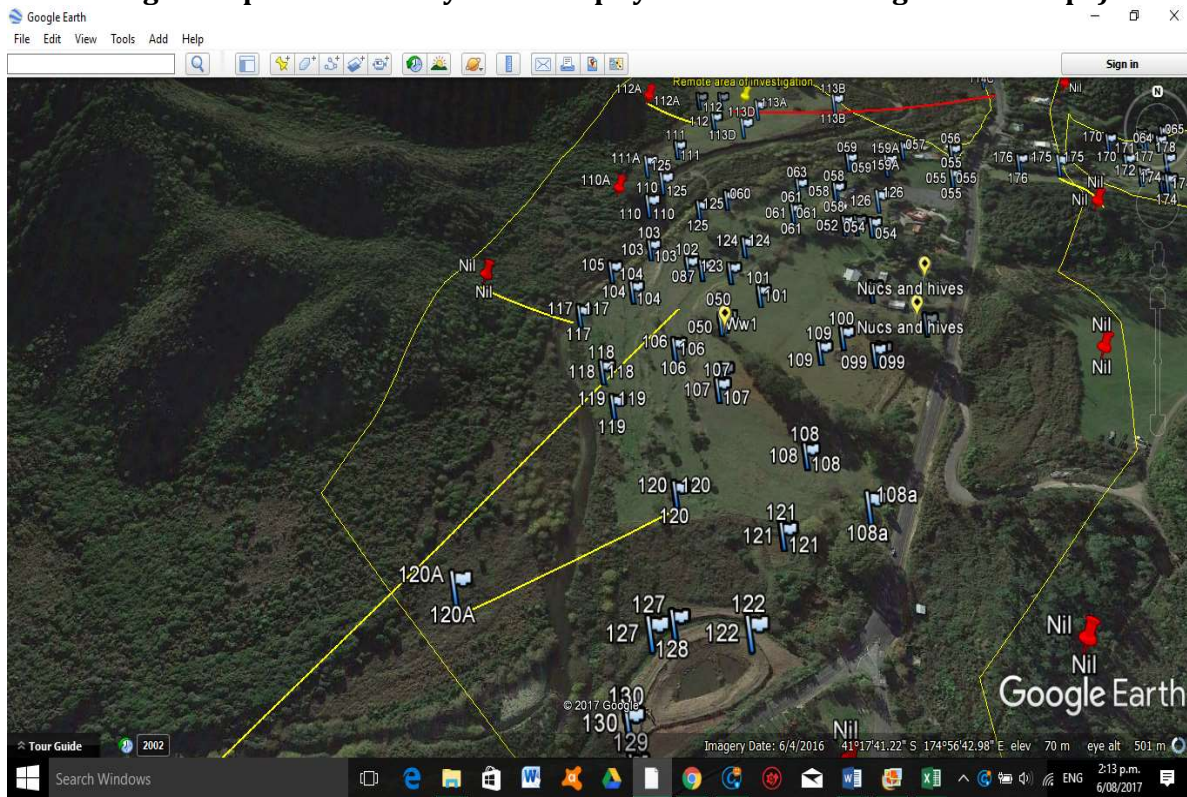 Google Earth
File Edit View Tools Add Help
Sign in
Remote area of investigation
112A
112A
112
112
113D
113D
113A
113B
113B
N
Nil
111
111
111A
110A
125
125
110
110
110
060
125
125
063
061
061
061
061
059
059
058
058
058
159A
159A
057
056
055
055
055
055
126
126
052
054
054
176
176
175
175
170
170
171
172
064
065
177
178
174
174
Nil
Nil
103
103
103
102
087
123
124
124
105
104
104
104
101
101
Nil
Nil
117
117
117
050
050
Ww1
Nucs and hives
Nucs and hives
100
109
109
099
099
106
106
106
107
107
107
118
118
118
119
119
119
Nil
Nil
108
108
108
108a
108a
120
120
120
121
121
121
120A
120A
127
127
128
122
122
130
130
129
Nil
Nil
Nil
© 2017 Google
Google Earth
Tour Guide
2002
Imagery Date: 6/4/2016 41°17'41.22" S 174°56'42.98" E elev 70 m eye alt 501 m
Search Windows
ENG
2:13 p.m.
6/08/2017